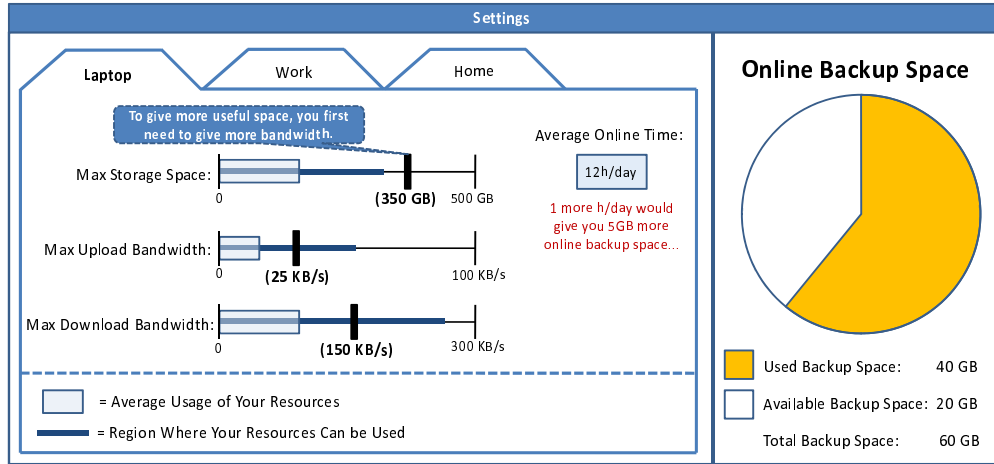 Settings
Laptop
Work
Home
To give more useful space, you first
need to give more bandwidth.
Max Storage Space:
0
(350 GB)
500 GB
Max Upload Bandwidth:
0
(25 KB/s)
100 KB/s
Max Download Bandwidth:
0
(150 KB/s)
300 KB/s
Average Online Time:
12h/day
1 more h/day would
give you 5GB more
online backup space...
= Average Usage of Your Resources
= Region Where Your Resources Can be Used
Online Backup Space
Used Backup Space: 40 GB
Available Backup Space: 20 GB
Total Backup Space: 60 GB